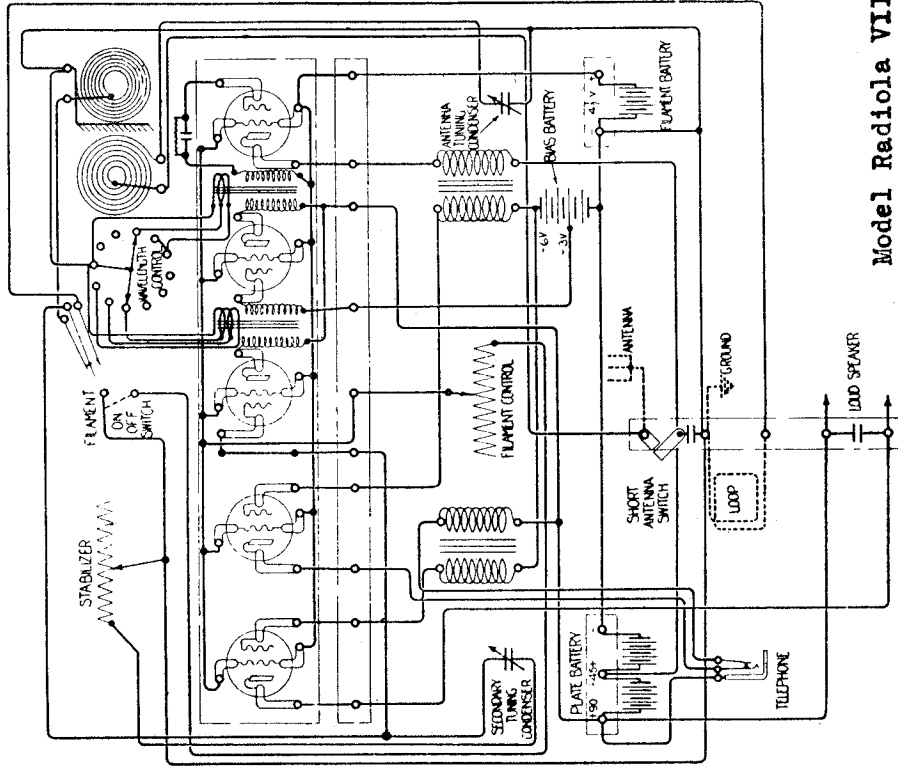 STABILIZER
FILAMENT
ON
OFF
SWITCH
WAVELENGTH
CONTROL
SECONDARY
TUNING
CONDENSER
FILAMENT CONTROL
ANTENNA
TUNING
CONDENSER
BIAS BATTERY
-6V
-3V
PLATE BATTERY
+90
-45+
-
SHORT
ANTENNA
SWITCH
ANTENNA
4½ V +
-
FILAMENT BATTERY
TELEPHONE
LOOP
GROUND
LOUD SPEAKER
Model Radiola VII